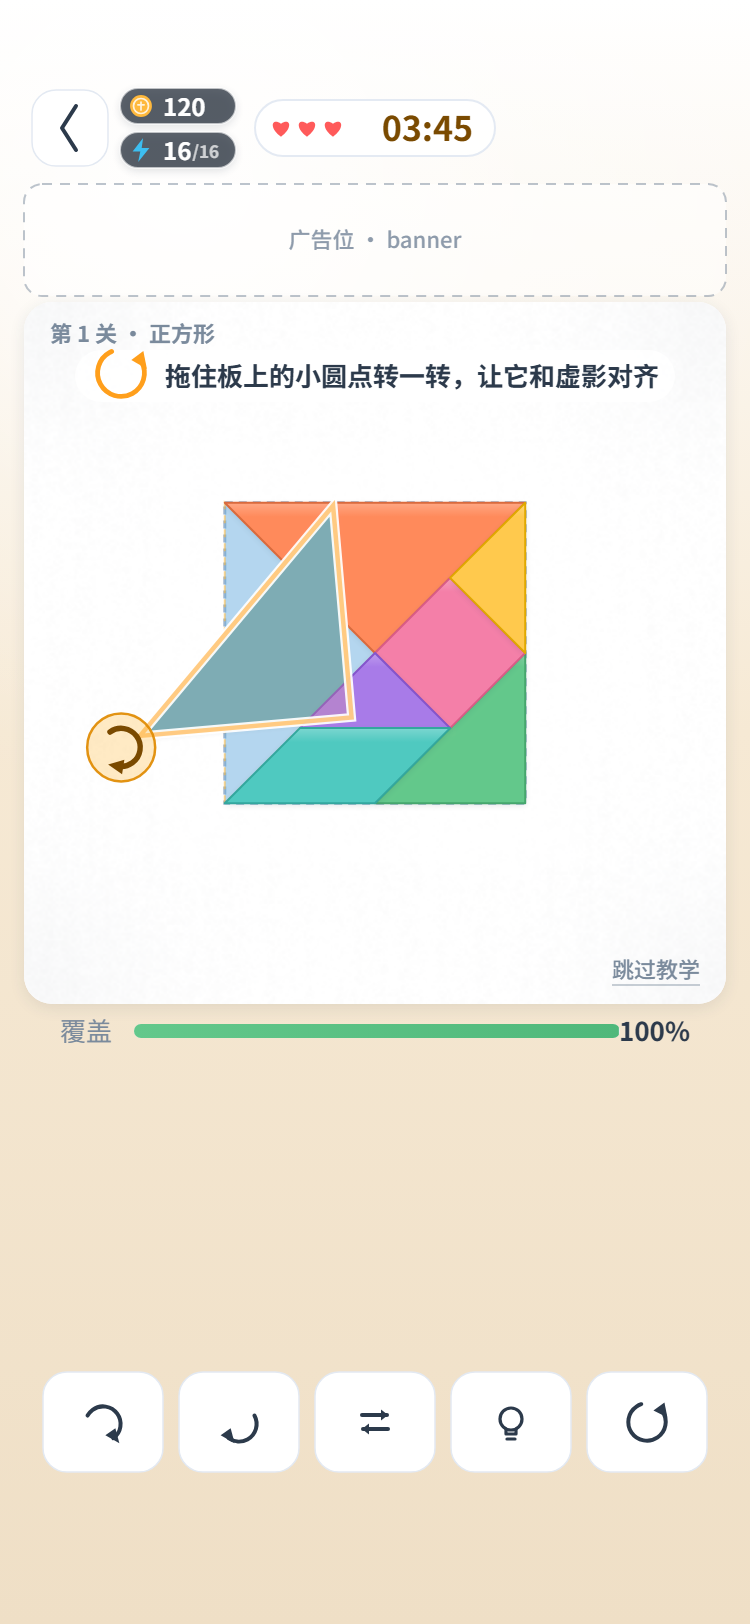 120
16/16
03:45
广告位 · banner
第 1 关 · 正方形
拖住板上的小圆点转一转，让它和虚影对齐
跳过教学
覆盖
100%